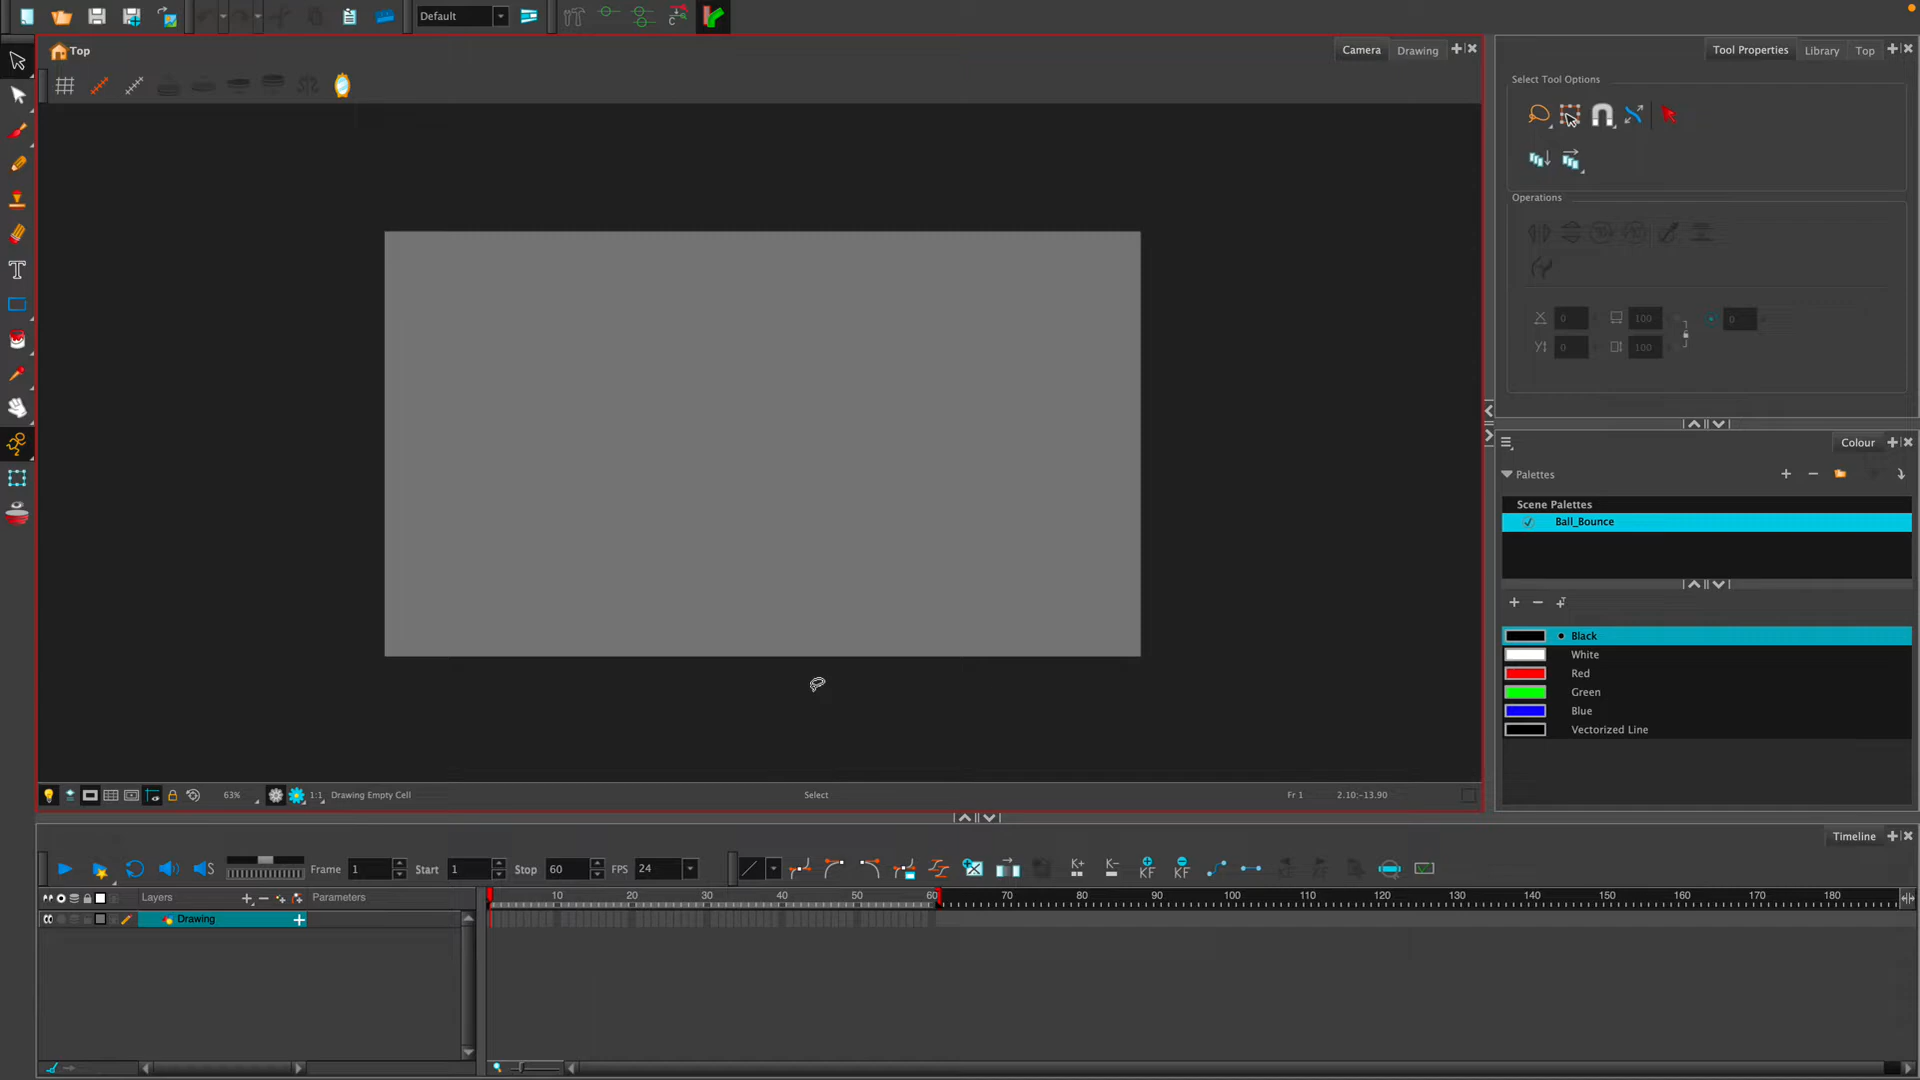 Default
Top
Camera
Drawing
Tool Properties
Library
Top
Select Tool Options
Operations
X 0 100 0
Y 0 100
Colour
Palettes
Scene Palettes
Ball_Bounce
Black
White
Red
Green
Blue
Vectorized Line
63%
1:1
Drawing Empty Cell
Select
Fr 1
2.10:-13.90
Timeline
Frame 1 Start 1 Stop 60 FPS 24
K+ K- KF KF
Layers
Parameters
10 20 30 40 50 60 70 80 90 100 110 120 130 140 150 160 170 180
Drawing